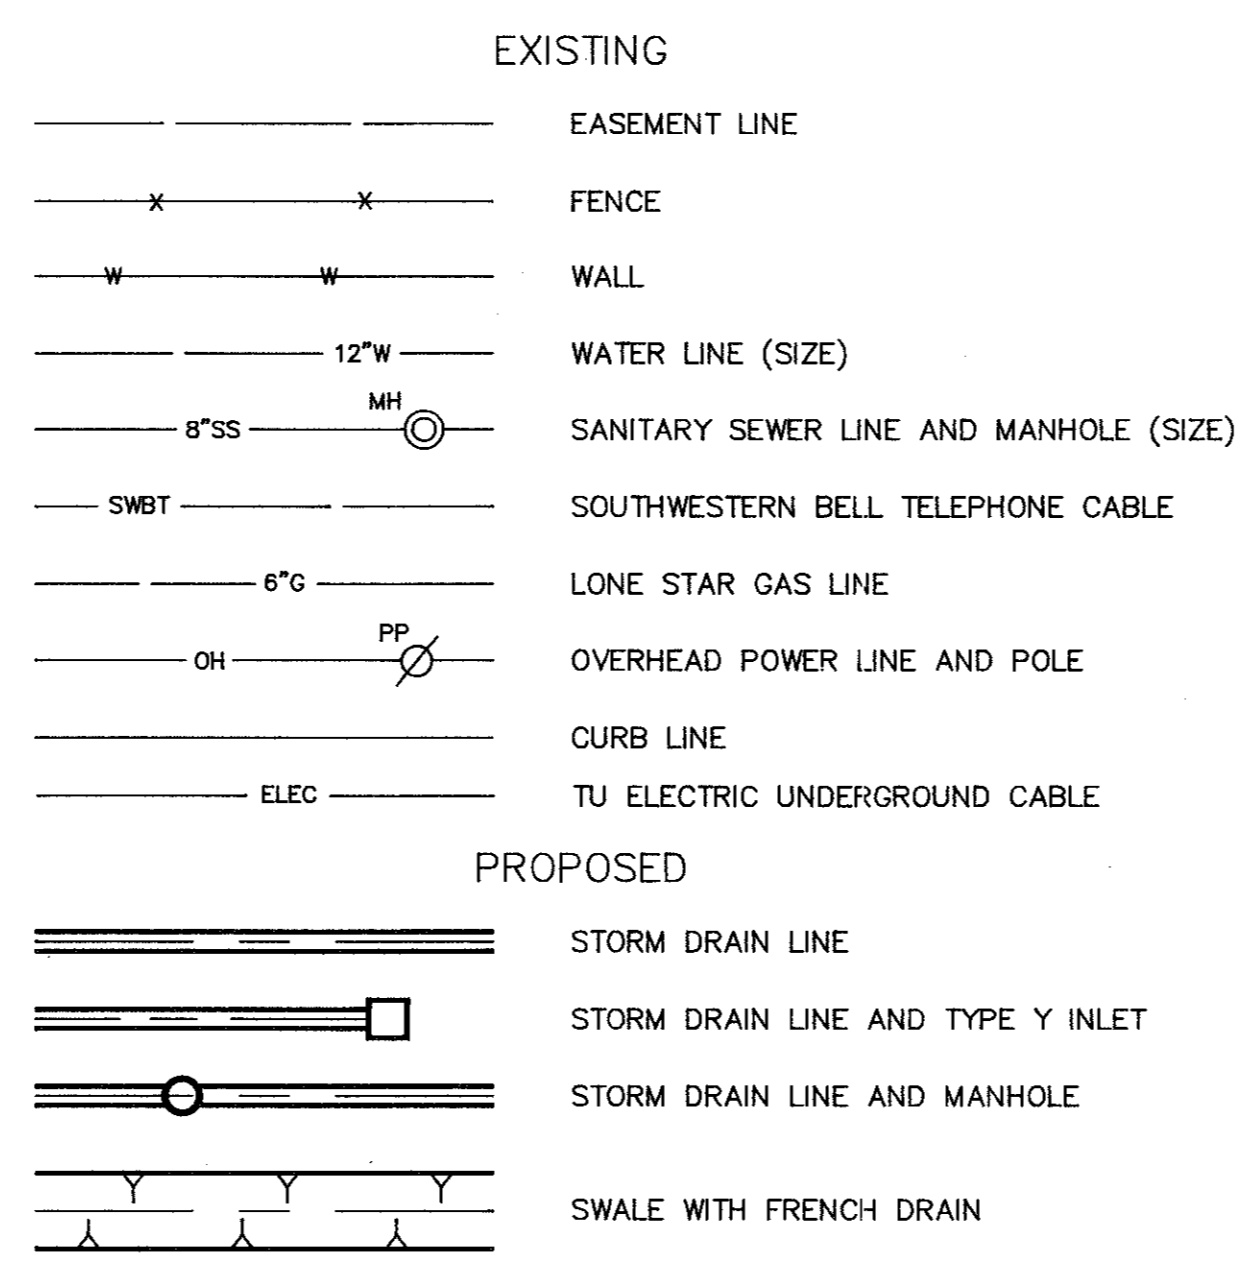 EXISTING
EASEMENT LINE
X X FENCE
W W WALL
12"W WATER LINE (SIZE)
MH
8"SS SANITARY SEWER LINE AND MANHOLE (SIZE)
SWBT SOUTHWESTERN BELL TELEPHONE CABLE
6"G LONE STAR GAS LINE
PP
OH OVERHEAD POWER LINE AND POLE
CURB LINE
ELEC TU ELECTRIC UNDERGROUND CABLE
PROPOSED
STORM DRAIN LINE
STORM DRAIN LINE AND TYPE Y INLET
STORM DRAIN LINE AND MANHOLE
SWALE WITH FRENCH DRAIN